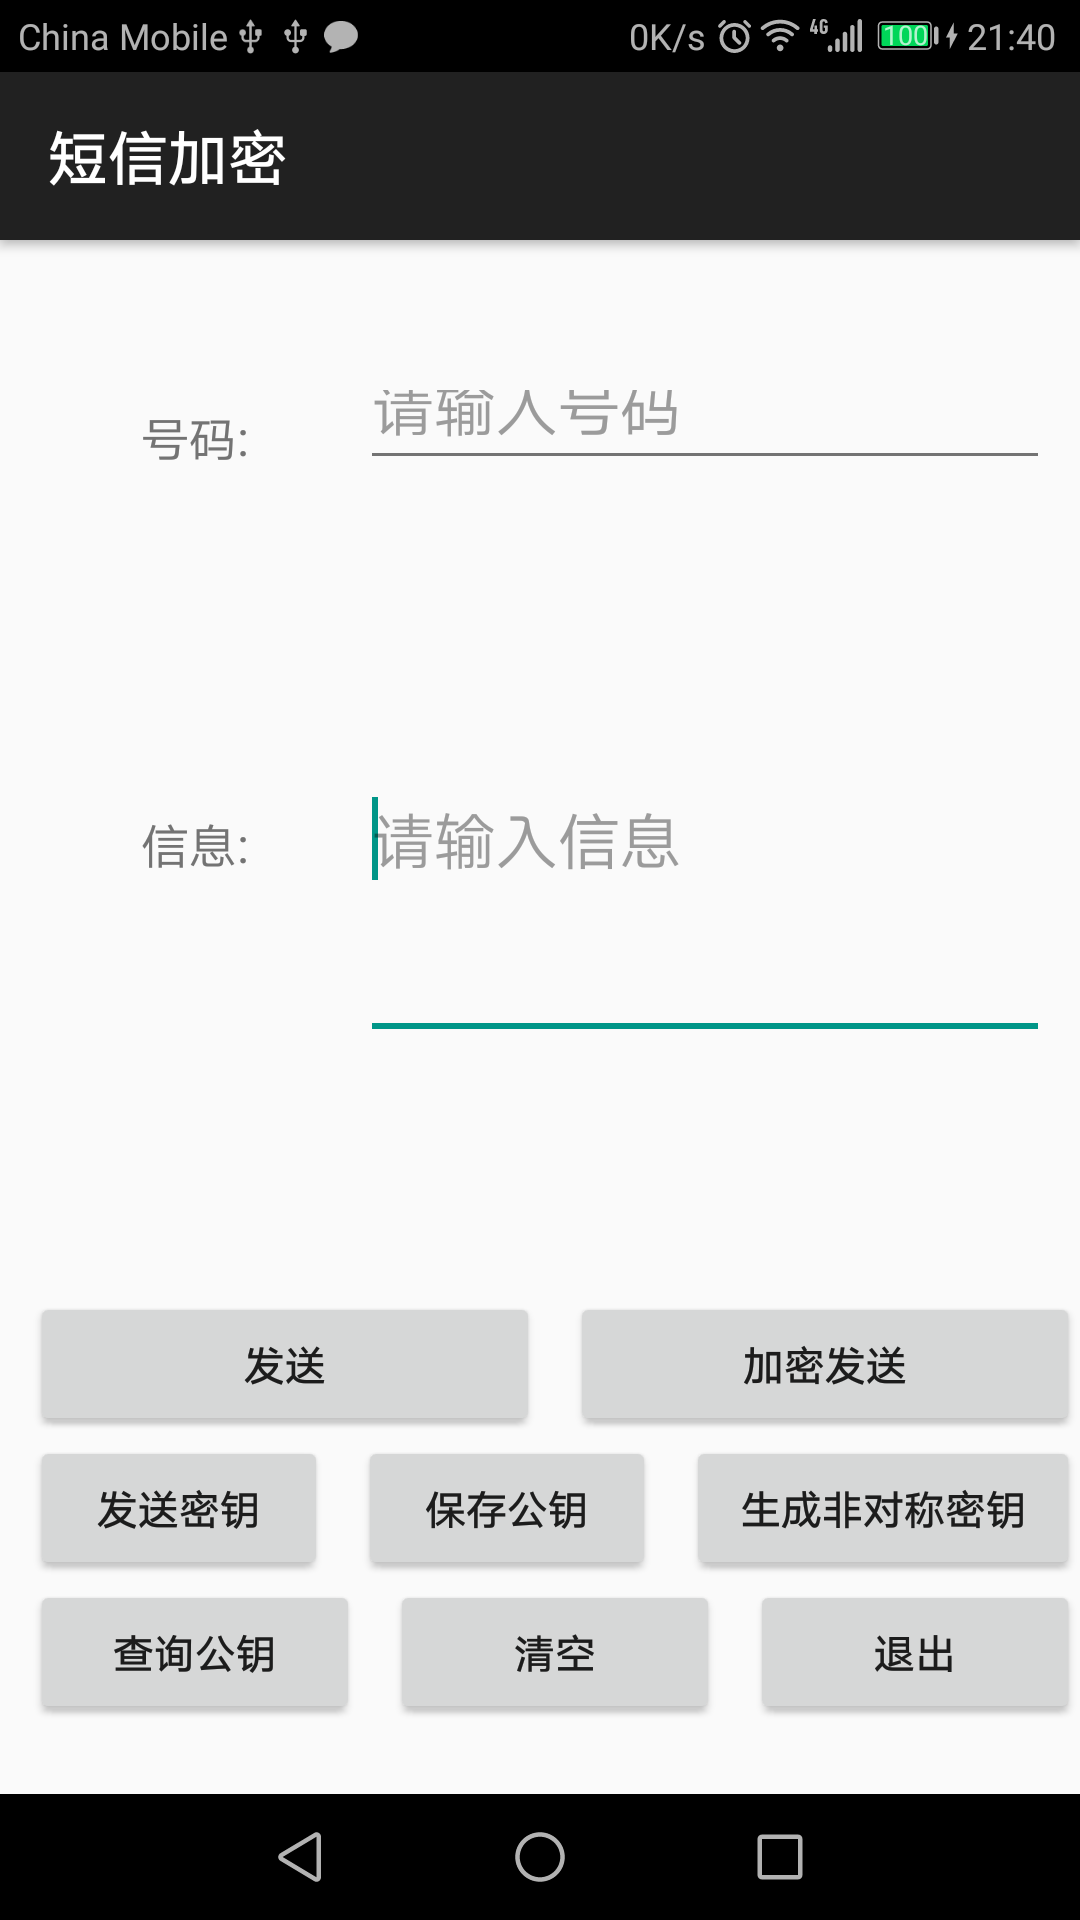 China Mobile 0K/s 4G 100 21:40
短信加密
号码: 请输入号码
信息: 请输入信息
发送 加密发送
发送密钥 保存公钥 生成非对称密钥
查询公钥 清空 退出